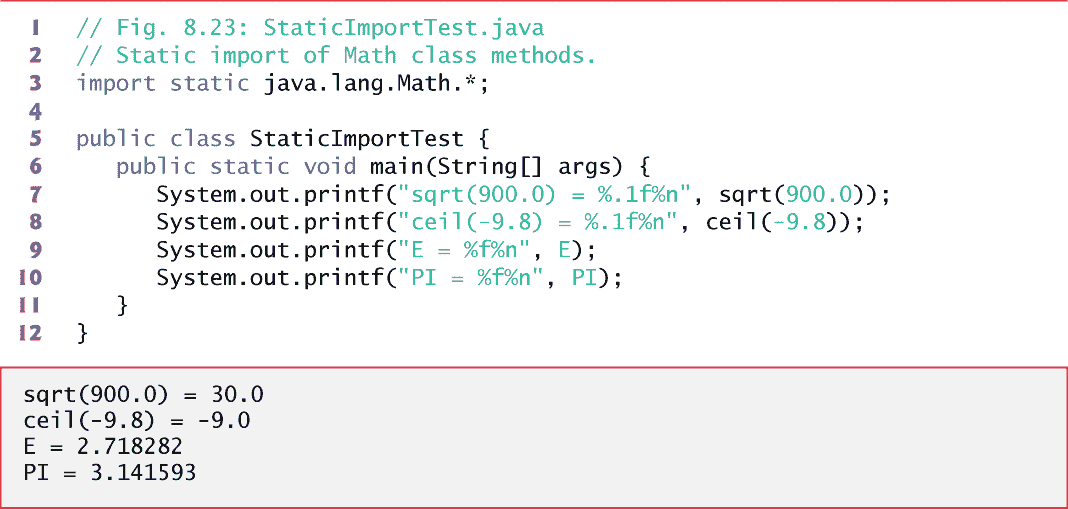 1 // Fig. 8.23: StaticImportTest.java
2 // Static import of Math class methods.
3 import static java.lang.Math.*;
4
5 public class StaticImportTest {
6    public static void main(String[] args) {
7       System.out.printf("sqrt(900.0) = %.1f%n", sqrt(900.0));
8       System.out.printf("ceil(-9.8) = %.1f%n", ceil(-9.8));
9       System.out.printf("E = %f%n", E);
10       System.out.printf("PI = %f%n", PI);
11    }
12 }
sqrt(900.0) = 30.0
ceil(-9.8) = -9.0
E = 2.718282
PI = 3.141593